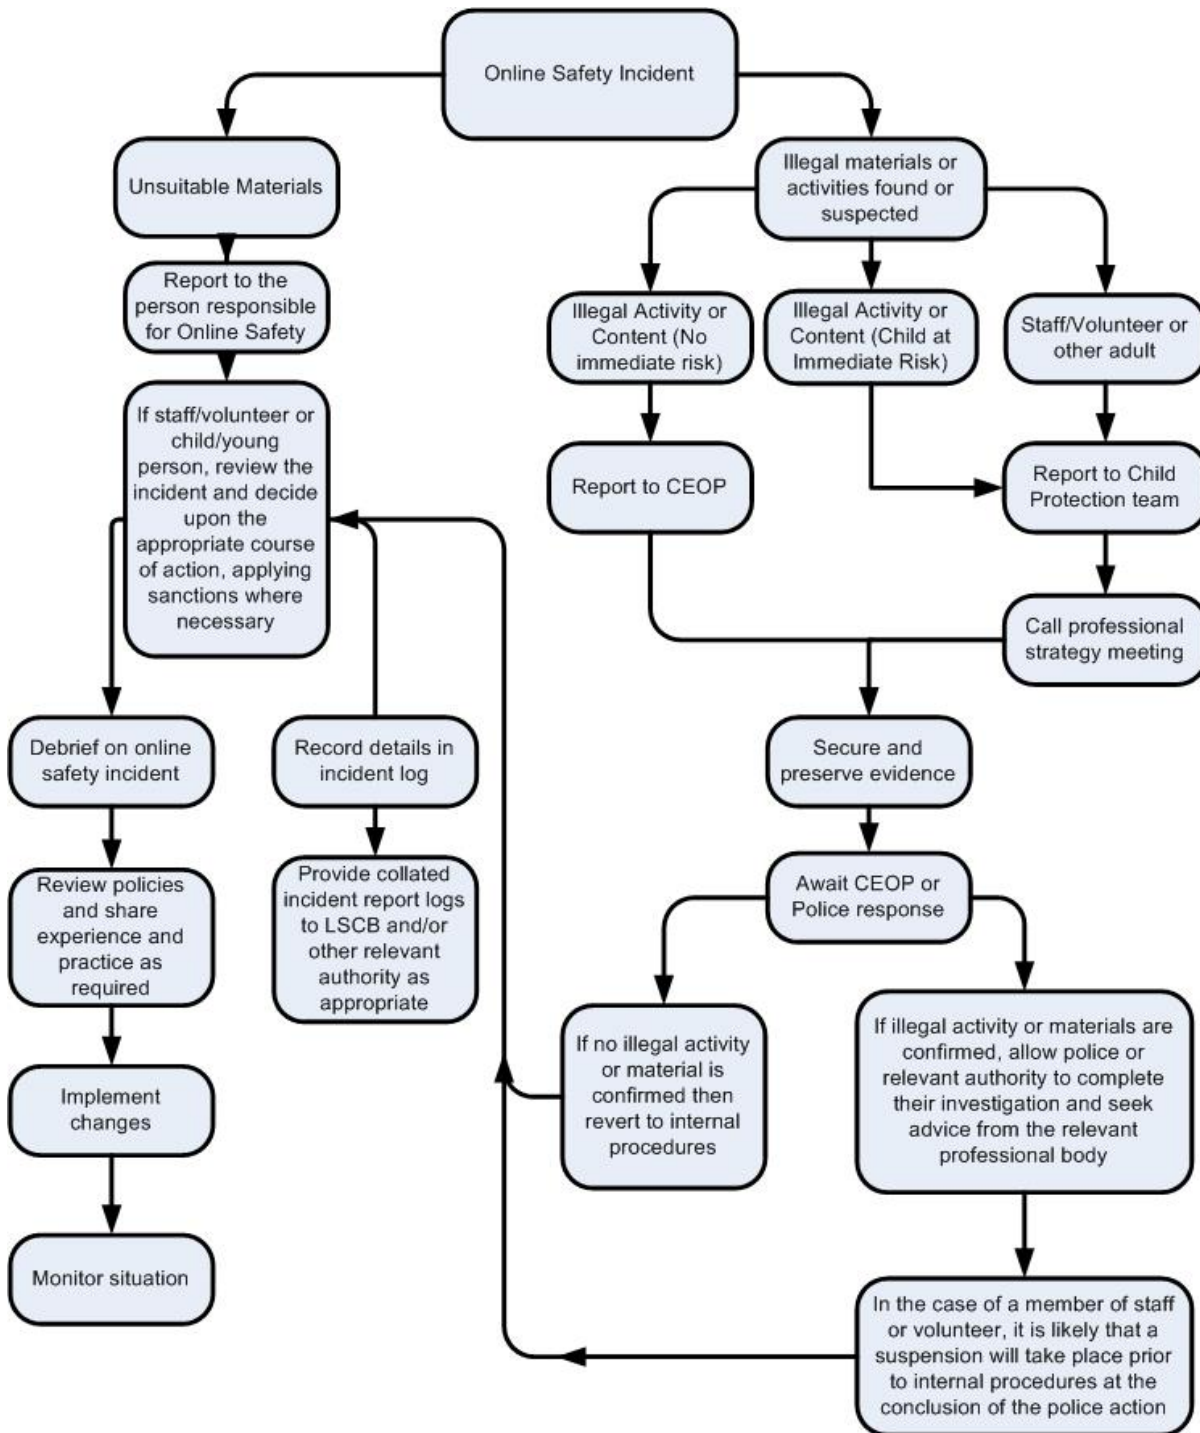 Online Safety Incident
Unsuitable Materials
Illegal materials or
activities found or
suspected
Report to the
person responsible
for Online Safety
Illegal Activity or
Content (No
immediate risk)
Illegal Activity or
Content (Child at
Immediate Risk)
Staff/Volunteer or
other adult
If staff/volunteer or
child/young
person, review the
incident and decide
upon the
appropriate course
of action, applying
sanctions where
necessary
Report to CEOP
Report to Child
Protection team
Call professional
strategy meeting
Debrief on online
safety incident
Record details in
incident log
Secure and
preserve evidence
Review policies
and share
experience and
practice as
required
Provide collated
incident report logs
to LSCB and/or
other relevant
authority as
appropriate
Await CEOP or
Police response
If no illegal activity
or material is
confirmed then
revert to internal
procedures
If illegal activity or materials are
confirmed, allow police or
relevant authority to complete
their investigation and seek
advice from the relevant
professional body
Implement
changes
Monitor situation
In the case of a member of staff
or volunteer, it is likely that a
suspension will take place prior
to internal procedures at the
conclusion of the police action